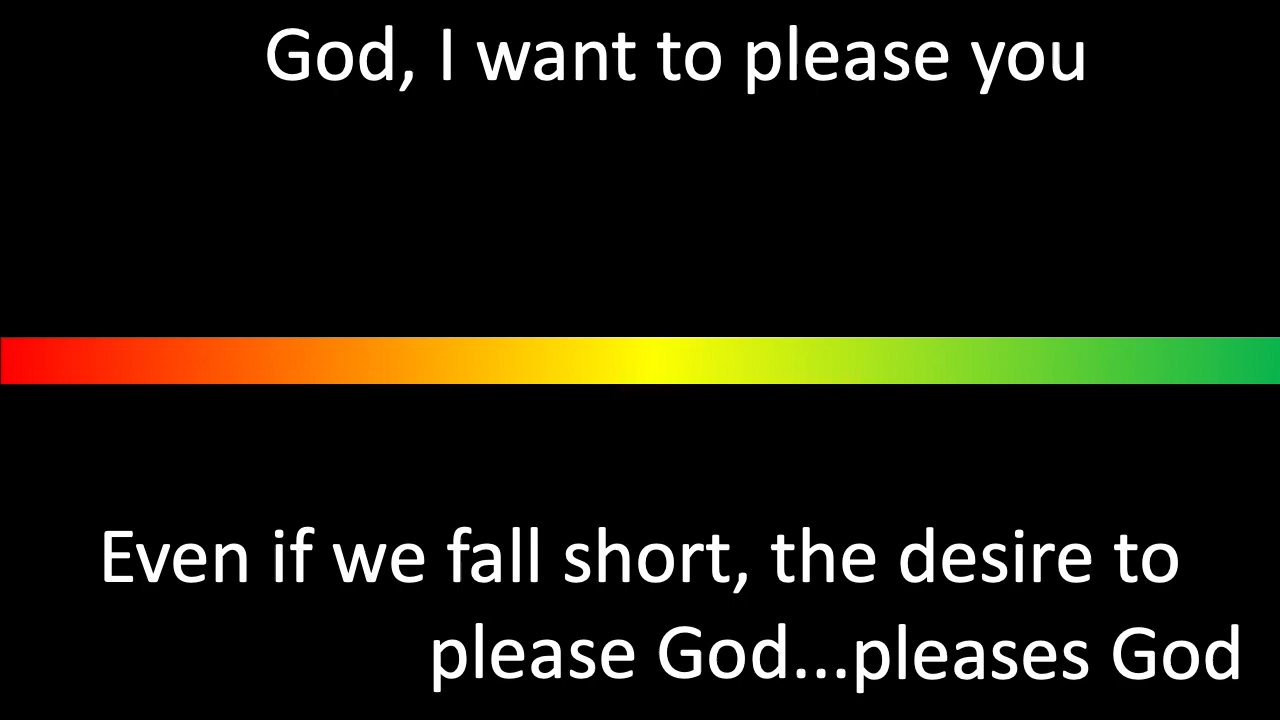 God, I want to please you
Even if we fall short, the desire to
please God...pleases God